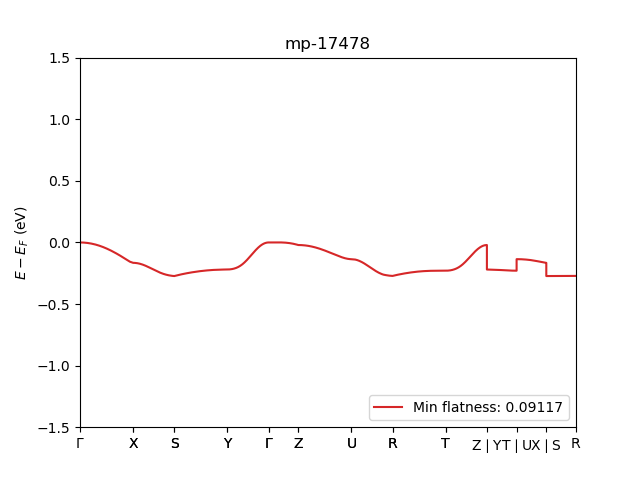 mp-17478
E − E_F (eV)
1.5
1.0
0.5
0.0
−0.5
−1.0
−1.5
Min flatness: 0.09117
Γ X S Y Γ Z U R T Z | YT | UX | S R